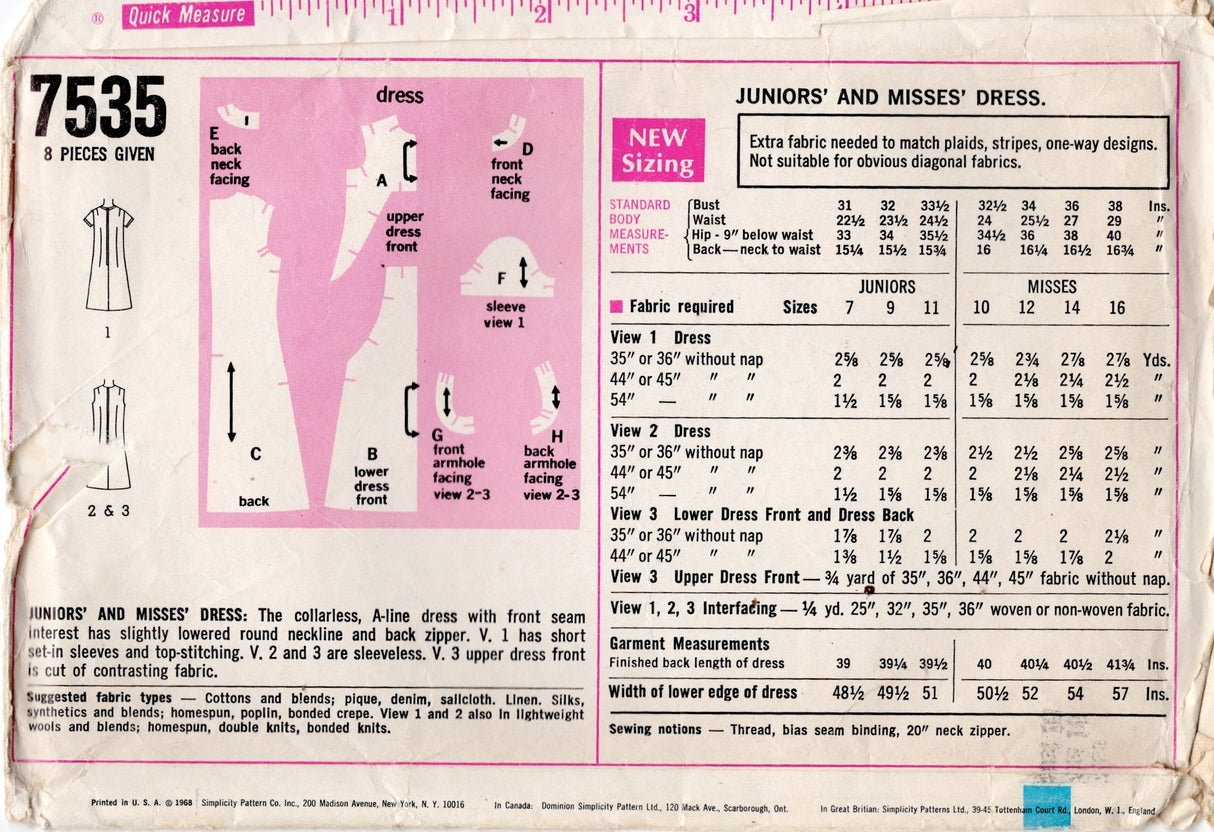 ® Quick Measure 1 2 3
7535
8 PIECES GIVEN
1
2 & 3
dress
E
back
neck
facing
A
upper
dress
front
D
front
neck
facing
F
sleeve
view 1
C
back
B
lower
dress
front
G
front
armhole
facing
view 2-3
H
back
armhole
facing
view 2-3
JUNIORS' AND MISSES' DRESS: The collarless, A-line dress with front seam
interest has slightly lowered round neckline and back zipper. V. 1 has short
set-in sleeves and top-stitching. V. 2 and 3 are sleeveless. V. 3 upper dress front
is cut of contrasting fabric.
Suggested fabric types — Cottons and blends; pique, denim, sailcloth. Linen. Silks,
synthetics and blends; homespun, poplin, bonded crepe. View 1 and 2 also in lightweight
wools and blends; homespun, double knits, bonded knits.
JUNIORS' AND MISSES' DRESS.
NEW
Sizing
Extra fabric needed to match plaids, stripes, one-way designs.
Not suitable for obvious diagonal fabrics.
STANDARD Bust 31 32 33½ 32½ 34 36 38 Ins.
BODY Waist 22½ 23½ 24½ 24 25½ 27 29 "
MEASURE- Hip - 9" below waist 33 34 35½ 34½ 36 38 40 "
MENTS Back—neck to waist 15¼ 15½ 15¾ 16 16¼ 16½ 16¾ "
JUNIORS MISSES
Fabric required Sizes 7 9 11 10 12 14 16
View 1 Dress
35" or 36" without nap 2⅝ 2⅝ 2⅝ 2⅝ 2¾ 2⅞ 2⅞ Yds.
44" or 45" " " 2 2 2 2 2⅛ 2¼ 2½ "
54" — " " 1½ 1⅝ 1⅝ 1⅝ 1⅝ 1⅝ 1⅝ "
View 2 Dress
35" or 36" without nap 2⅜ 2⅜ 2⅜ 2½ 2½ 2⅝ 2⅝ "
44" or 45" " " 2 2 2 2 2⅛ 2¼ 2½ "
54" — " " 1½ 1⅝ 1⅝ 1⅝ 1⅝ 1⅝ 1⅝ "
View 3 Lower Dress Front and Dress Back
35" or 36" without nap 1⅞ 1⅞ 2 2 2 2 2⅛ "
44" or 45" " " 1⅜ 1½ 1⅝ 1⅝ 1⅝ 1⅞ 2 "
View 3 Upper Dress Front — ¾ yard of 35", 36", 44", 45" fabric without nap.
View 1, 2, 3 Interfacing — ¼ yd. 25", 32", 35", 36" woven or non-woven fabric.
Garment Measurements
Finished back length of dress 39 39¼ 39½ 40 40¼ 40½ 41¾ Ins.
Width of lower edge of dress 48½ 49½ 51 50½ 52 54 57 Ins.
Sewing notions — Thread, bias seam binding, 20" neck zipper.
Printed in U. S. A. © 1968 Simplicity Pattern Co. Inc., 200 Madison Avenue, New York, N. Y. 10016 In Canada: Dominion Simplicity Pattern Ltd., 120 Mack Ave., Scarborough, Ont. In Great Britian: Simplicity Patterns Ltd., 39-45 Tottenham Court Rd., London, W. 1., England